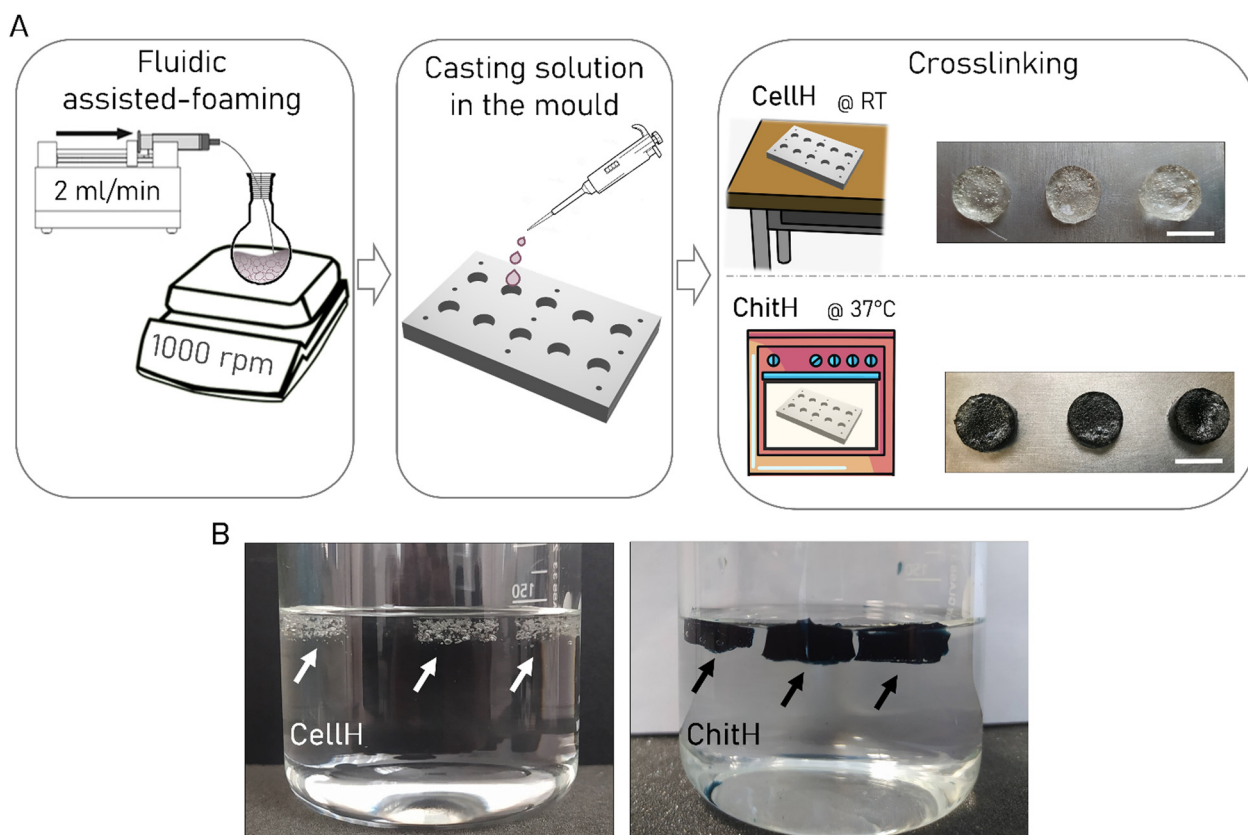 A
Fluidic
assisted-foaming
2 ml/min
1000 rpm
Casting solution
in the mould
Crosslinking
CellH @ RT
ChitH @ 37°C
B
150
CellH
ChitH